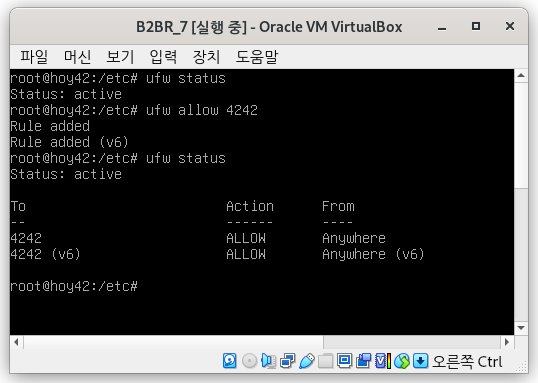 B2BR_7 [실행 중] - Oracle VM VirtualBox
파일 머신 보기 입력 장치 도움말
root@hoy42:/etc# ufw status
Status: active
root@hoy42:/etc# ufw allow 4242
Rule added
Rule added (v6)
root@hoy42:/etc# ufw status
Status: active
To Action From
-- ------ ----
4242 ALLOW Anywhere
4242 (v6) ALLOW Anywhere (v6)
root@hoy42:/etc#
오른쪽 Ctrl